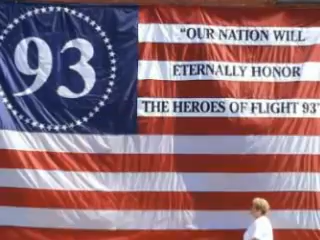 93
"OUR NATION WILL
ETERNALLY HONOR
THE HEROES OF FLIGHT 93"